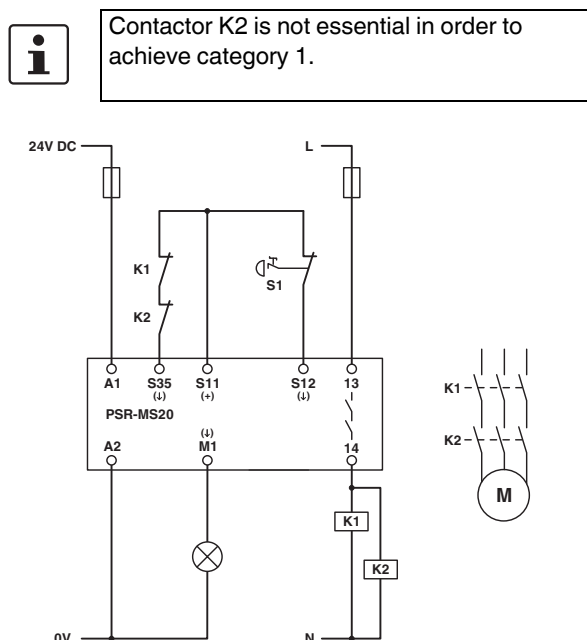 i
Contactor K2 is not essential in order to
achieve category 1.
24V DC
L
K1
S1
K2
A1 S35 S11 S12 13
(↓) (+) (↓)
PSR-MS20
(↓)
A2 M1 14
K1
K2
M
K1
K2
0V N